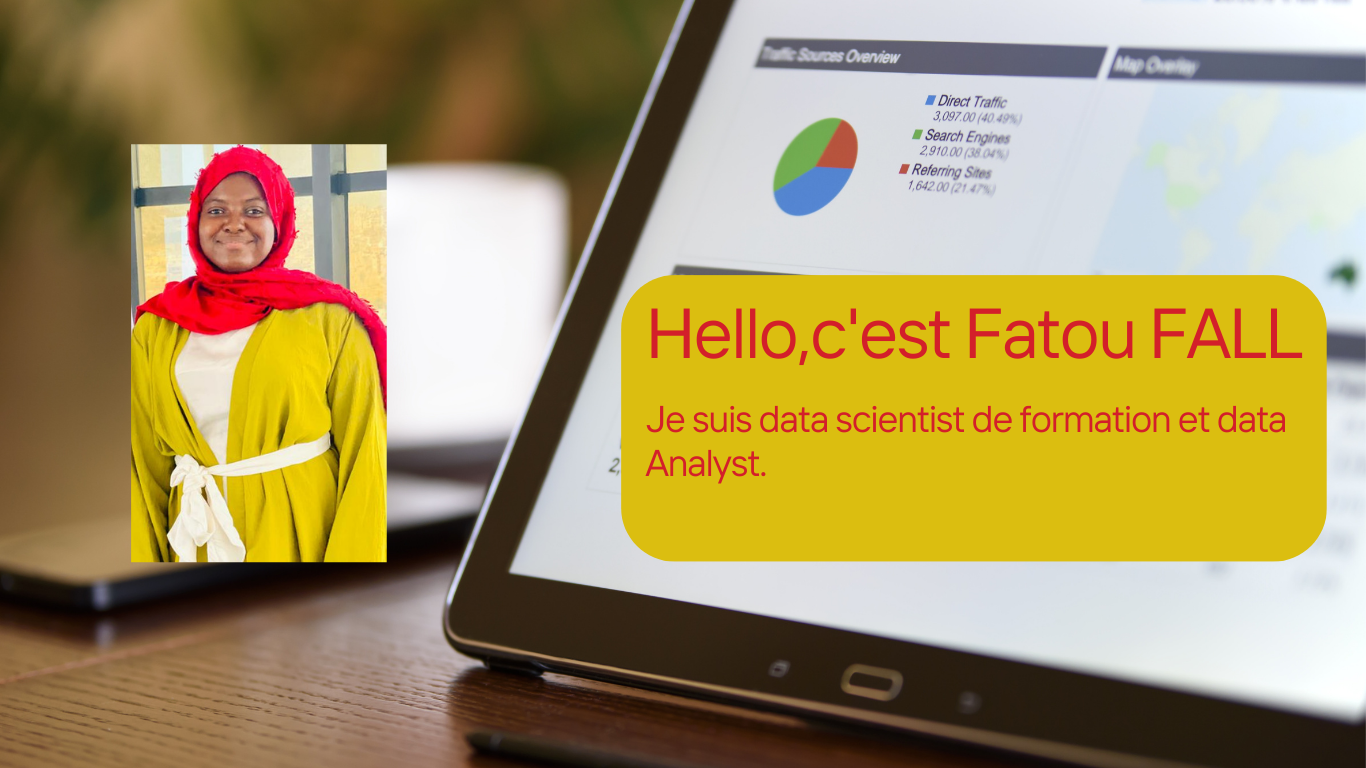 Traffic Sources Overview
Map Overlay
Direct Traffic
3,097.00 (40.49%)
Search Engines
2,910.00 (38.04%)
Referring Sites
1,642.00 (21.47%)
Hello,c'est Fatou FALL
Je suis data scientist de formation et data
Analyst.
2,